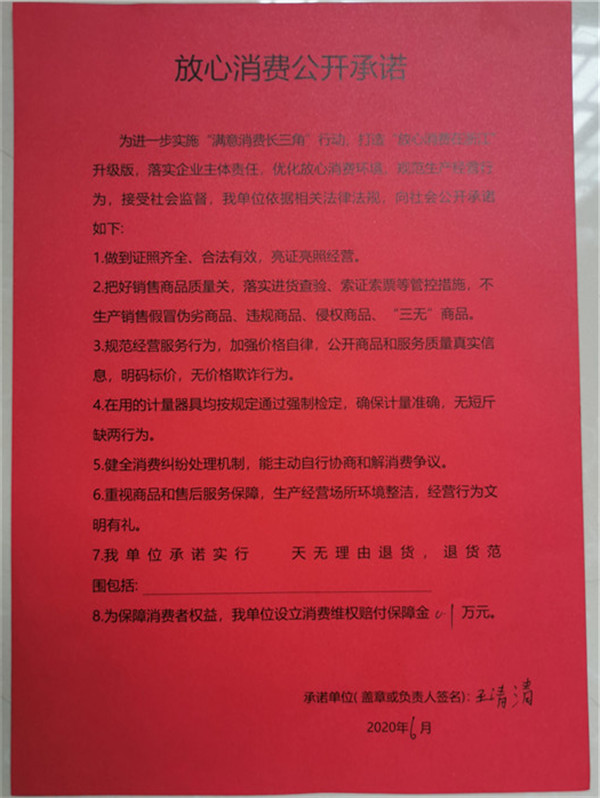 放心消费公开承诺
为进一步实施“满意消费长三角”行动，打造“放心消费在浙江”
升级版，落实企业主体责任，优化放心消费环境，规范生产经营行
为，接受社会监督，我单位依据相关法律法规，向社会公开承诺
如下:
1.做到证照齐全、合法有效，亮证亮照经营。
2.把好销售商品质量关，落实进货查验、索证索票等管控措施，不
生产销售假冒伪劣商品、违规商品、侵权商品、“三无”商品。
3.规范经营服务行为，加强价格自律，公开商品和服务质量真实信
息，明码标价，无价格欺诈行为。
4.在用的计量器具均按规定通过强制检定，确保计量准确，无短斤
缺两行为。
5.健全消费纠纷处理机制，能主动自行协商和解消费争议。
6.重视商品和售后服务保障，生产经营场所环境整洁，经营行为文
明有礼。
7.我单位承诺实行 天无理由退货，退货范
围包括:
8.为保障消费者权益，我单位设立消费维权赔付保障金 0.1 万元。
承诺单位(盖章或负责人签名): 王清清
2020年6月